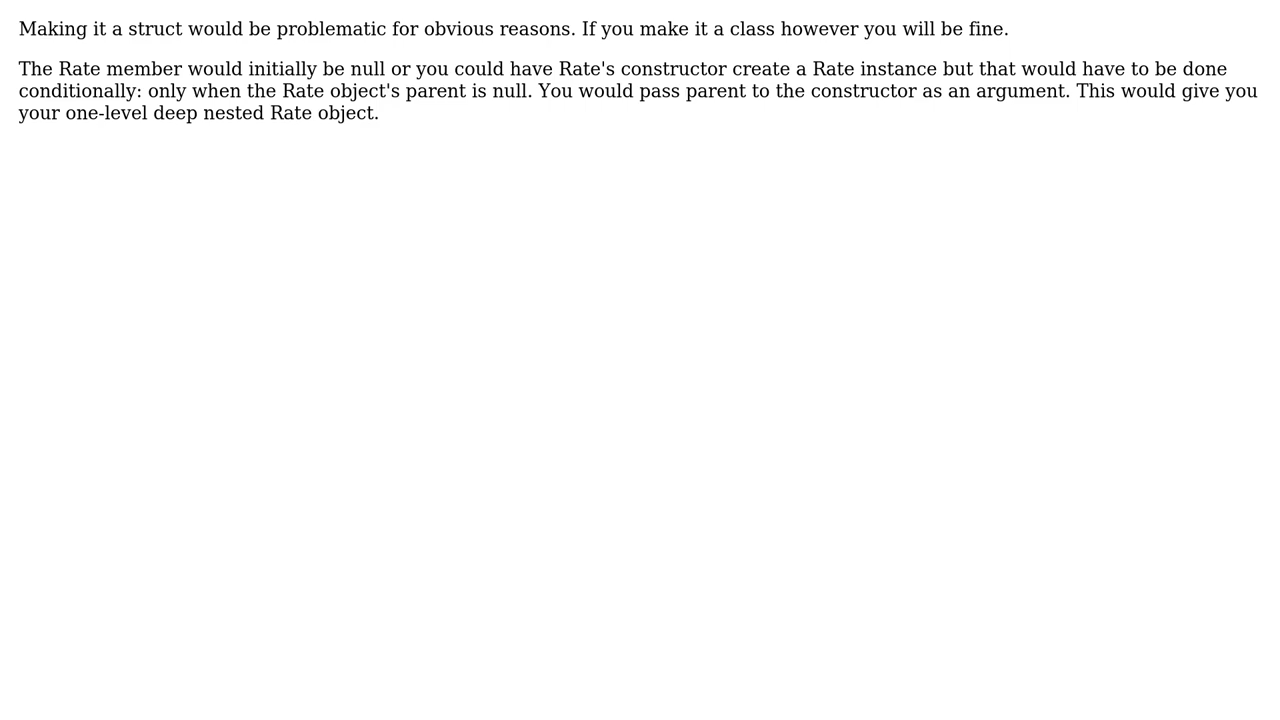 Making it a struct would be problematic for obvious reasons. If you make it a class however you will be fine.
The Rate member would initially be null or you could have Rate's constructor create a Rate instance but that would have to be done
conditionally: only when the Rate object's parent is null. You would pass parent to the constructor as an argument. This would give you
your one-level deep nested Rate object.